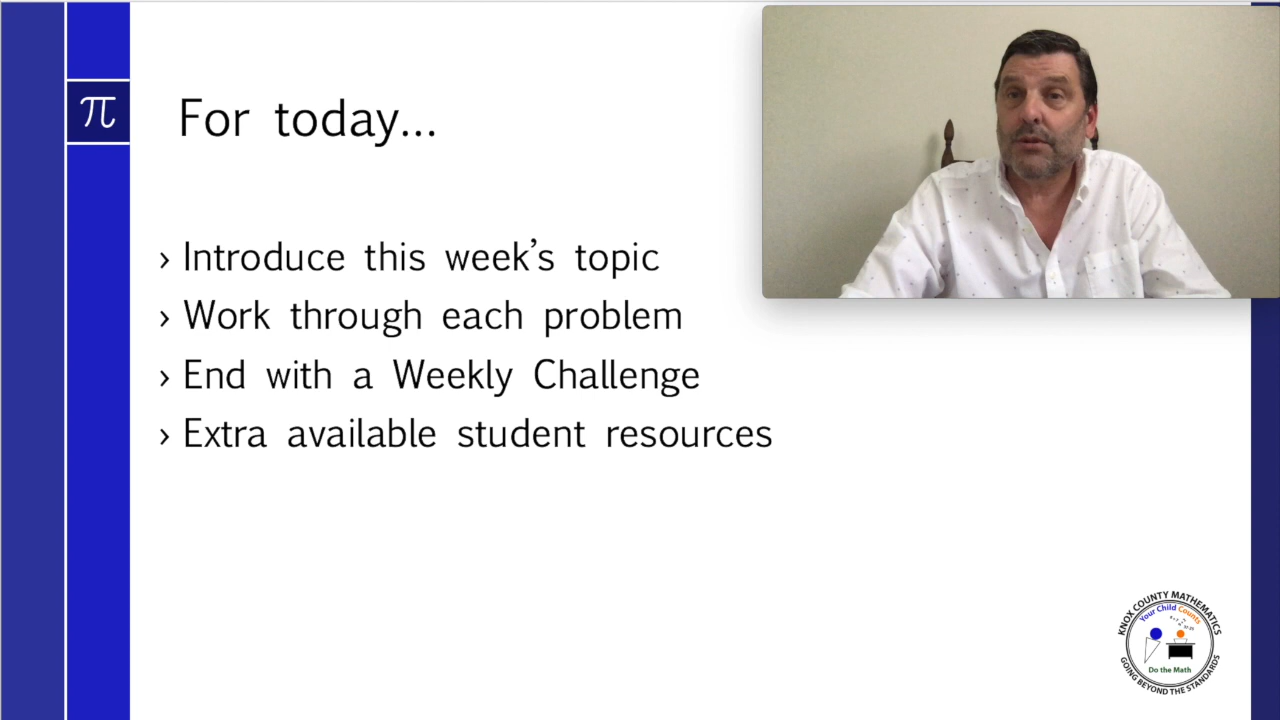 π
For today...
› Introduce this week's topic
› Work through each problem
› End with a Weekly Challenge
› Extra available student resources
KNOX COUNTY MATHEMATICS
Your Child Counts
Do the Math
GOING BEYOND THE STANDARDS